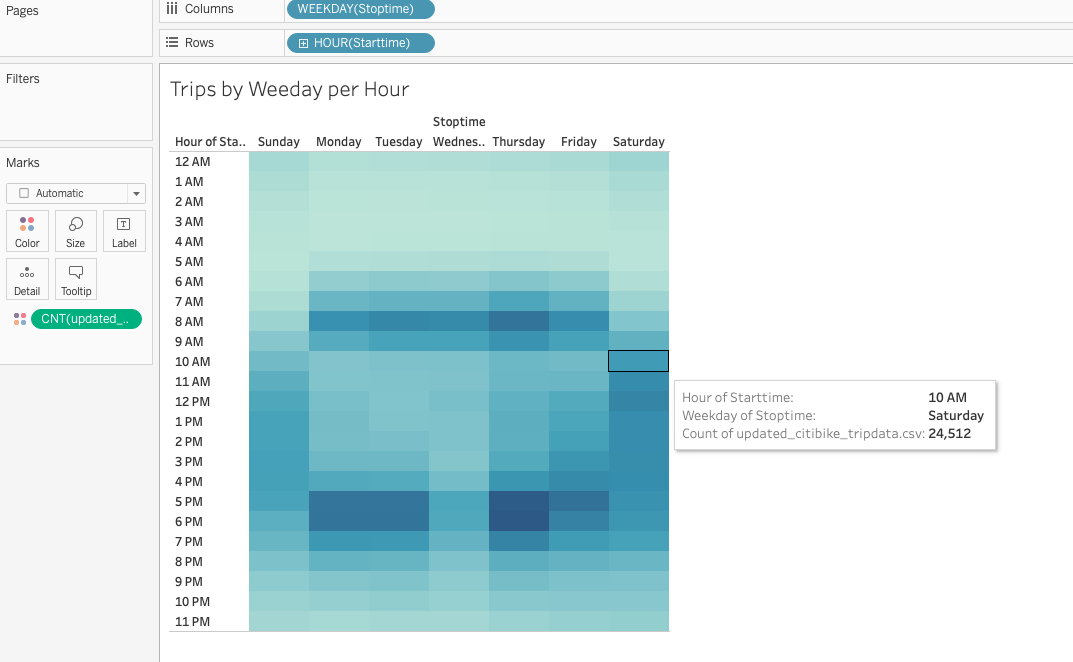 Pages
Columns
WEEKDAY(Stoptime)
Rows
HOUR(Starttime)
Filters
Marks
Automatic
Color
Size
T
Label
Detail
Tooltip
CNT(updated_..
Trips by Weeday per Hour
Stoptime
Hour of Sta.. Sunday Monday Tuesday Wednes.. Thursday Friday Saturday
12 AM
1 AM
2 AM
3 AM
4 AM
5 AM
6 AM
7 AM
8 AM
9 AM
10 AM
11 AM
12 PM
1 PM
2 PM
3 PM
4 PM
5 PM
6 PM
7 PM
8 PM
9 PM
10 PM
11 PM
Hour of Starttime: 10 AM
Weekday of Stoptime: Saturday
Count of updated_citibike_tripdata.csv: 24,512